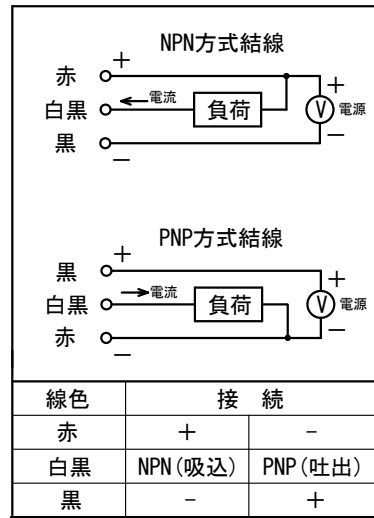 NPN方式結線
+
赤
+
白黒
電流
負荷
V
電源
黒
−
−
PNP方式結線
+
黒
+
白黒
電流
負荷
V
電源
赤
−
−
線色 接 続
赤 + −
白黒 NPN(吸込) PNP(吐出)
黒 − +